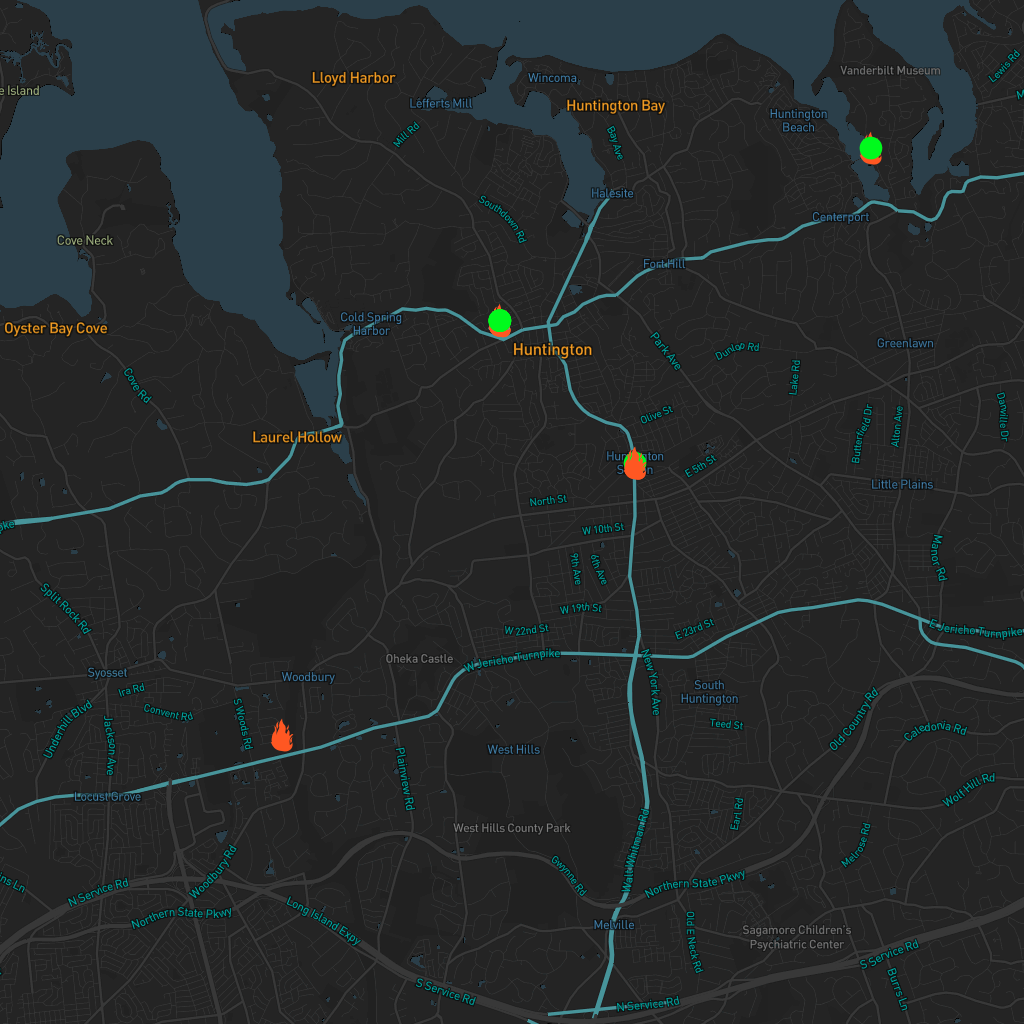 Lloyd Harbor
Wincoma,
Vanderbilt Museum
Lewis Rd
e Island
Lefferts Mill
Huntington Bay
Huntington
Beach
Mill Rd
Bay Ave
Halesite
Southdown Rd
Centerport
Cove Neck
Fort Hill
Oyster Bay Cove
Cold Spring
Harbor
Huntington
Park Ave
Dunlop Rd
Greenlawn
Lake Rd
Cove Rd
Olive St
Butterfield Dr
Alton Ave
Danville Dr
Laurel Hollow
E 5th St
Little Plains
North St
W 10th St
9th Ave
6th Ave
Manor Rd
Split Rock Rd
W 19th St
W 22nd St
E 23rd St
E Jericho Turnpike
Oheka Castle
W Jericho Turnpike
Syosset
Woodbury
New York Ave
South
Huntington
Ira Rd
Convent Rd
S Woods Rd
Underhill Blvd
Jackson Ave
Teed St
Old Country Rd
Caledonia Rd
West Hills
Plainview Rd
Locust Grove
Wolf Hill Rd
Earl Rd
West Hills County Park
Walt Whitman Rd
Melrose Rd
Gwynne Rd
Woodbury Rd
N Service Rd
Northern State Pkwy
Northern State Pkwy
Long Island Expy
Melville
Old E Neck Rd
Sagamore Children's
Psychiatric Center
S Service Rd
S Service Rd
Burrs Ln
N Service Rd